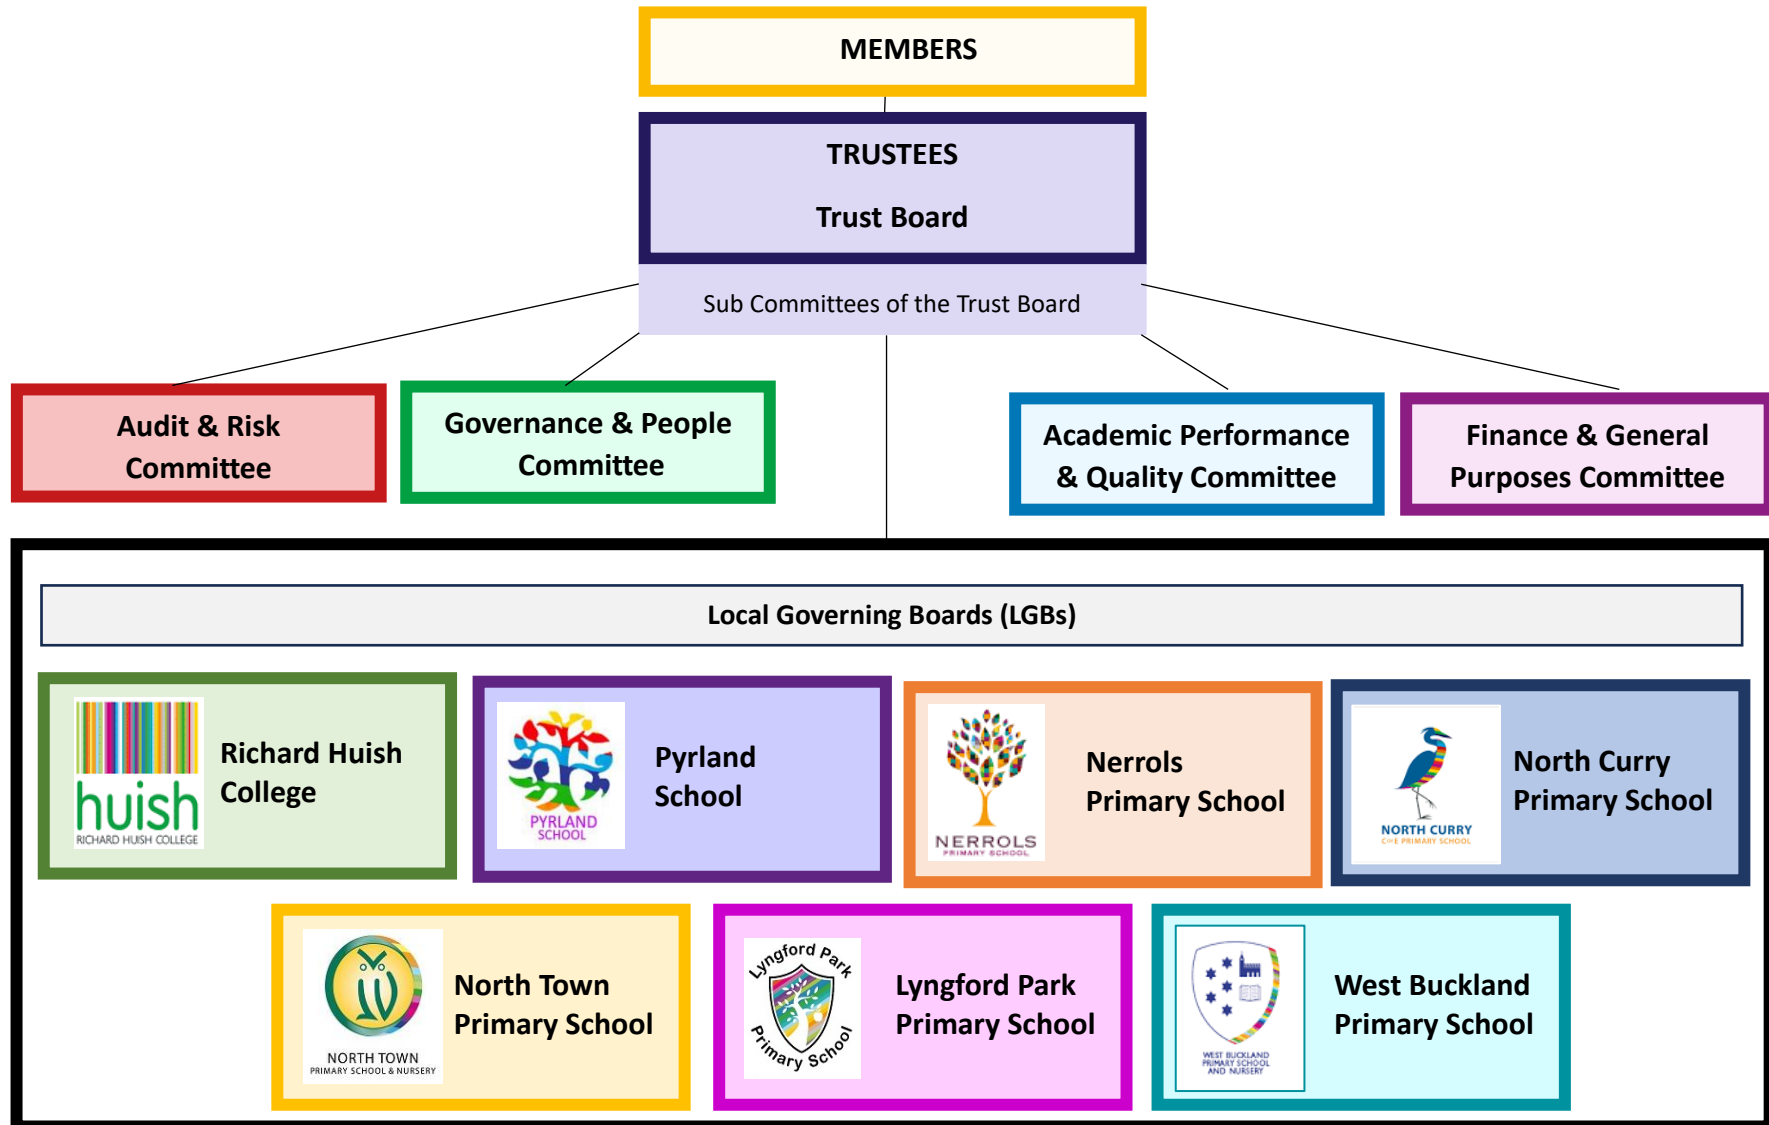 MEMBERS
TRUSTEES
Trust Board
Sub Committees of the Trust Board
Audit & Risk
Committee
Governance & People
Committee
Academic Performance
& Quality Committee
Finance & General
Purposes Committee
Local Governing Boards (LGBs)
huish
RICHARD HUISH COLLEGE
Richard Huish
College
PYRLAND
SCHOOL
Pyrland
School
NERROLS
PRIMARY SCHOOL
Nerrols
Primary School
NORTH CURRY
C of E PRIMARY SCHOOL
North Curry
Primary School
NORTH TOWN
PRIMARY SCHOOL & NURSERY
North Town
Primary School
Lyngford Park
Primary School
Lyngford Park
Primary School
WEST BUCKLAND
PRIMARY SCHOOL
AND NURSERY
West Buckland
Primary School